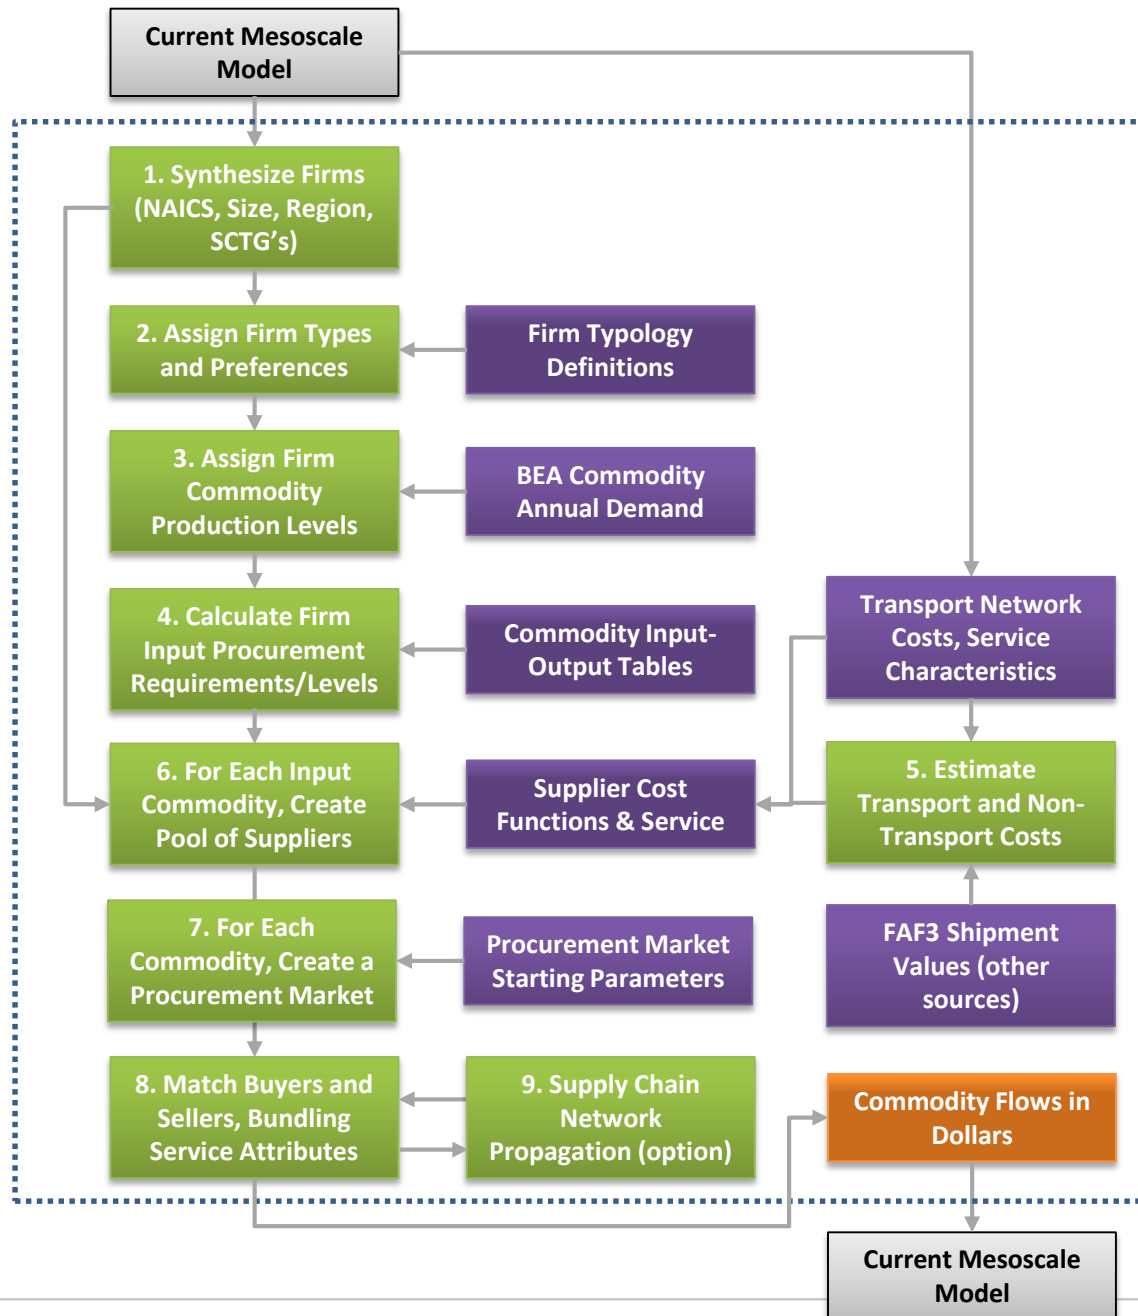 Current Mesoscale
Model
1. Synthesize Firms
(NAICS, Size, Region,
SCTG's)
2. Assign Firm Types
and Preferences
Firm Typology
Definitions
3. Assign Firm
Commodity
Production Levels
BEA Commodity
Annual Demand
4. Calculate Firm
Input Procurement
Requirements/Levels
Commodity Input-
Output Tables
Transport Network
Costs, Service
Characteristics
6. For Each Input
Commodity, Create
Pool of Suppliers
Supplier Cost
Functions & Service
5. Estimate
Transport and Non-
Transport Costs
7. For Each
Commodity, Create a
Procurement Market
Procurement Market
Starting Parameters
FAF3 Shipment
Values (other
sources)
8. Match Buyers and
Sellers, Bundling
Service Attributes
9. Supply Chain
Network
Propagation (option)
Commodity Flows in
Dollars
Current Mesoscale
Model